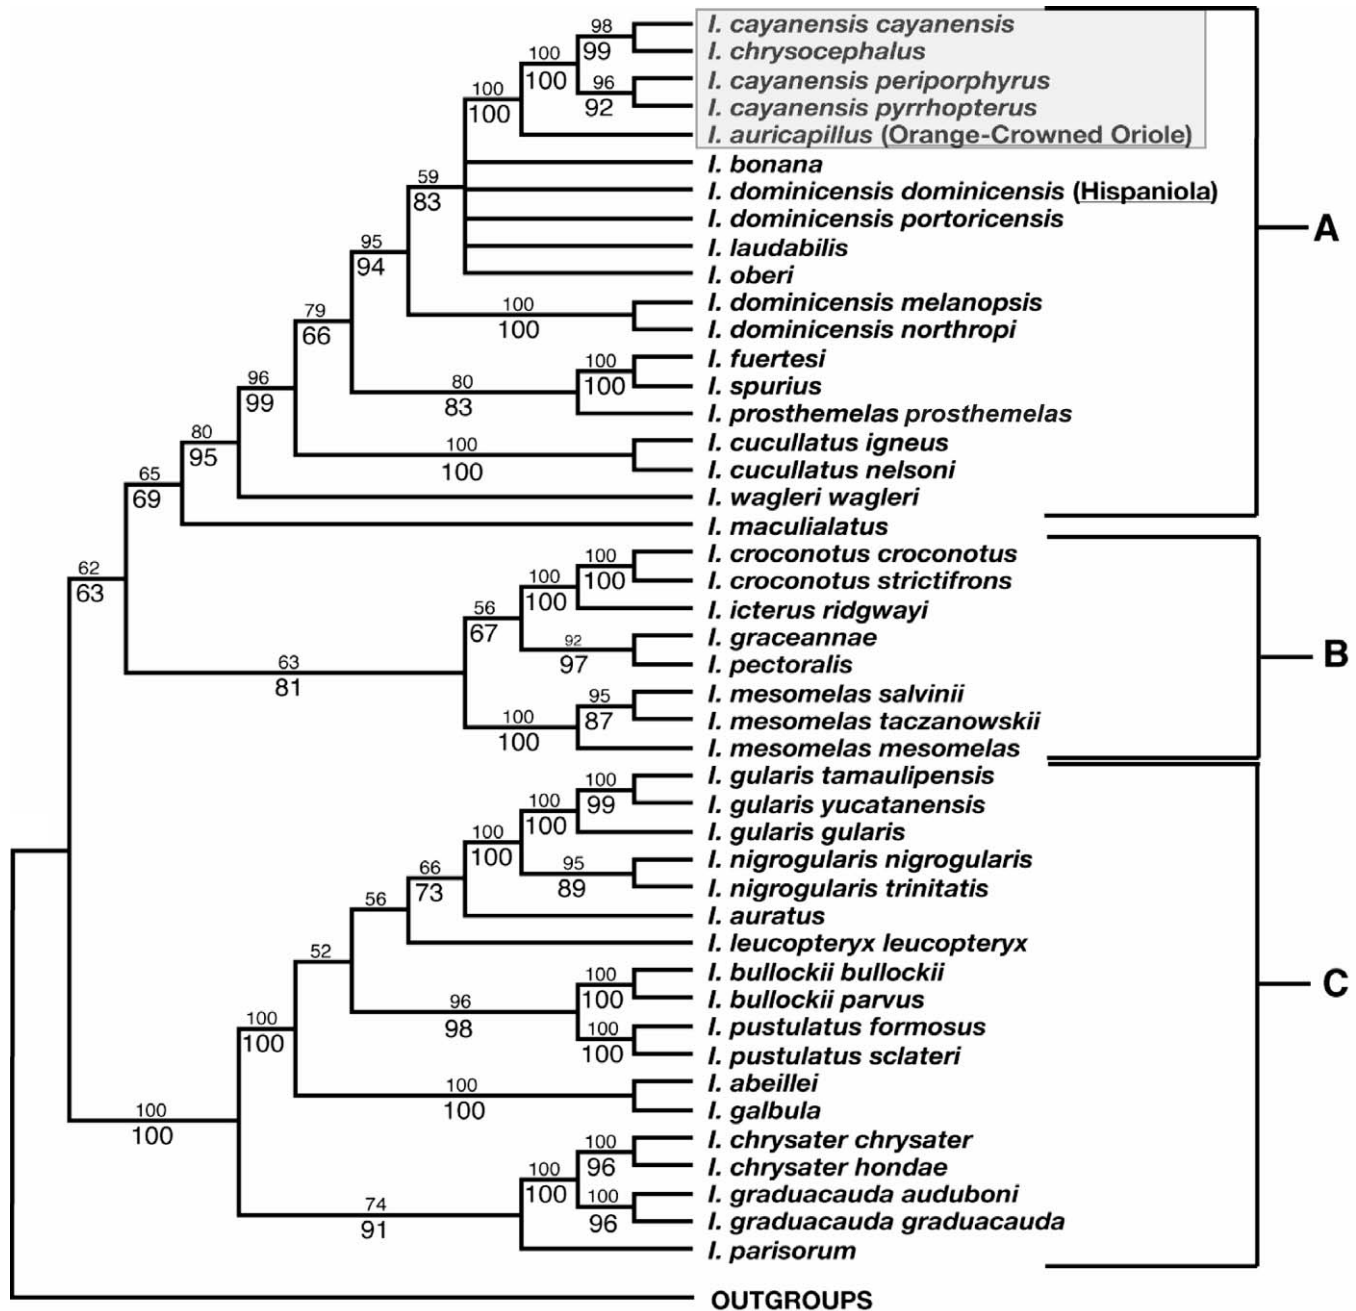 98
I. cayanensis cayanensis
99
I. chrysocephalus
100
100
96
I. cayanensis periporphyrus
92
I. cayanensis pyrrhopterus
100
100
I. auricapillus (Orange-Crowned Oriole)
I. bonana
59
83
I. dominicensis dominicensis (Hispaniola)
I. dominicensis portoricensis
A
95
94
I. laudabilis
I. oberi
100
100
I. dominicensis melanopsis
I. dominicensis northropi
79
66
100
100
I. fuertesi
I. spurius
80
83
I. prosthemelas prosthemelas
96
99
100
100
I. cucullatus igneus
I. cucullatus nelsoni
80
95
I. wagleri wagleri
65
69
I. maculialatus
100
100
I. croconotus croconotus
I. croconotus strictifrons
62
63
100
100
I. icterus ridgwayi
56
67
92
97
I. graceannae
I. pectoralis
B
63
81
95
87
I. mesomelas salvinii
I. mesomelas taczanowskii
100
100
I. mesomelas mesomelas
100
99
I. gularis tamaulipensis
I. gularis yucatanensis
100
100
I. gularis gularis
100
100
95
89
I. nigrogularis nigrogularis
I. nigrogularis trinitatis
66
73
I. auratus
56
I. leucopteryx leucopteryx
52
100
100
I. bullockii bullockii
I. bullockii parvus
C
96
98
100
100
I. pustulatus formosus
I. pustulatus sclateri
100
100
100
100
I. abeillei
I. galbula
100
100
100
96
I. chrysater chrysater
I. chrysater hondae
100
100
100
96
I. graduacauda auduboni
I. graduacauda graduacauda
74
91
I. parisorum
OUTGROUPS